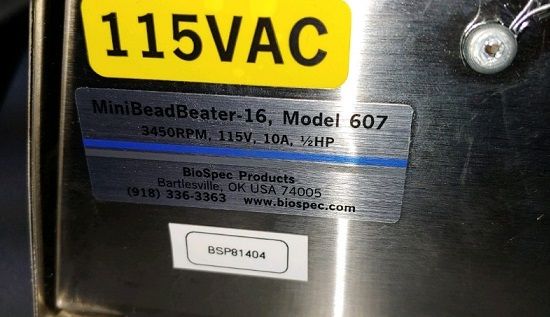 115VAC
MiniBeadBeater-16, Model 607
3450RPM, 115V, 10A, ½HP
BioSpec Products
Bartlesville, OK USA 74005
(918) 336-3363 www.biospec.com
BSP81404